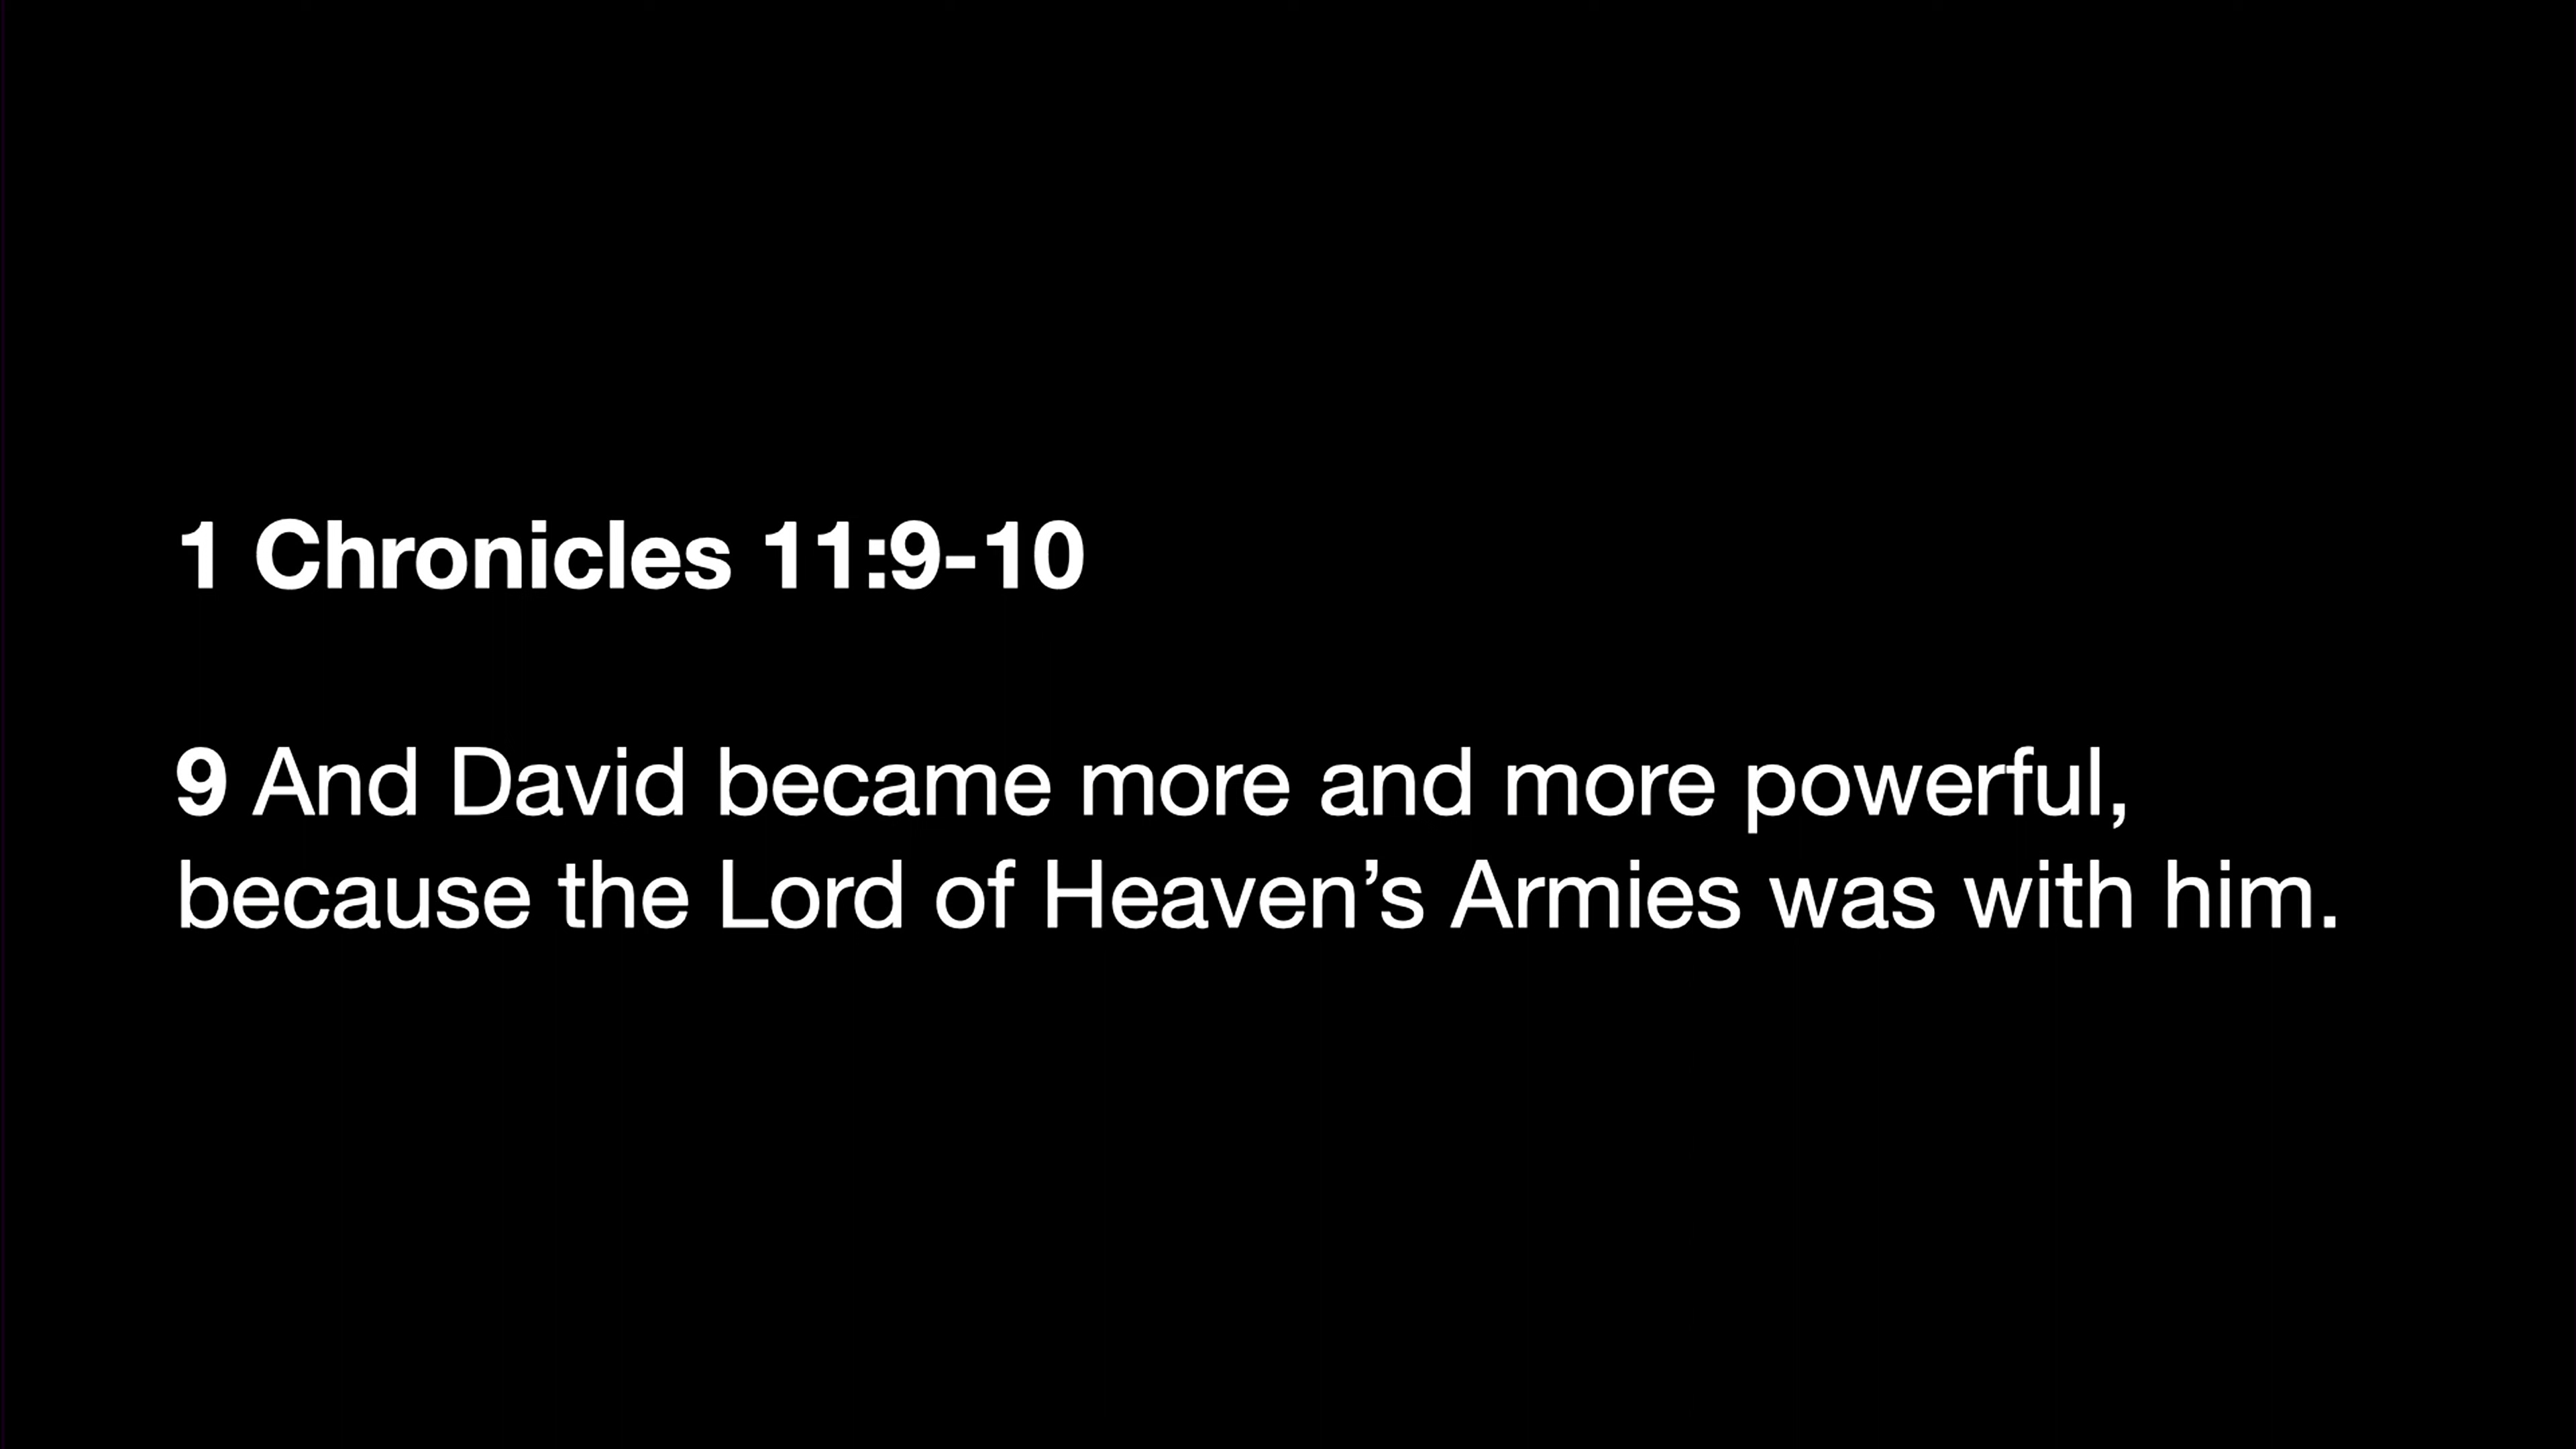 1 Chronicles 11:9-10
9 And David became more and more powerful,
because the Lord of Heaven’s Armies was with him.